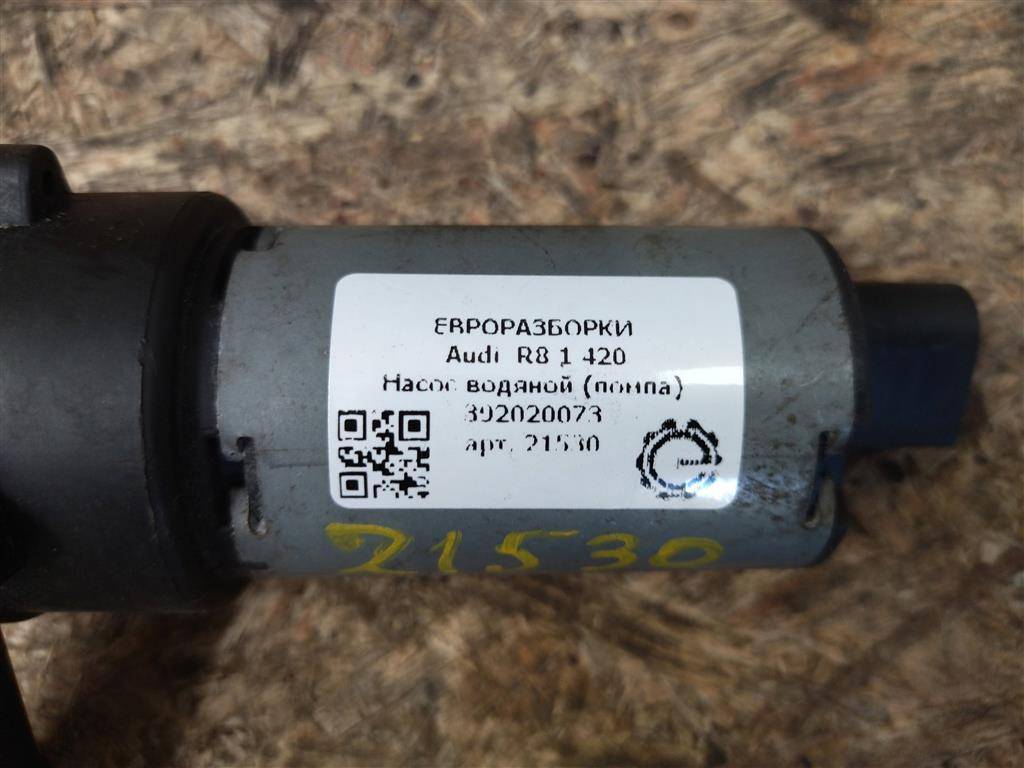 ЕВРОРАЗБОРКИ
Audi R8 1 420
Насос водяной (помпа)
392020073
арт. 21530
21530